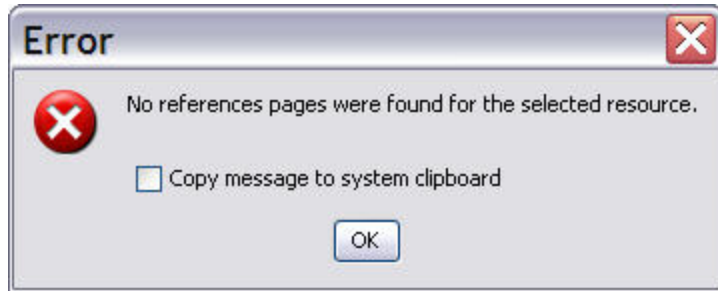 Error
No references pages were found for the selected resource.
Copy message to system clipboard
OK